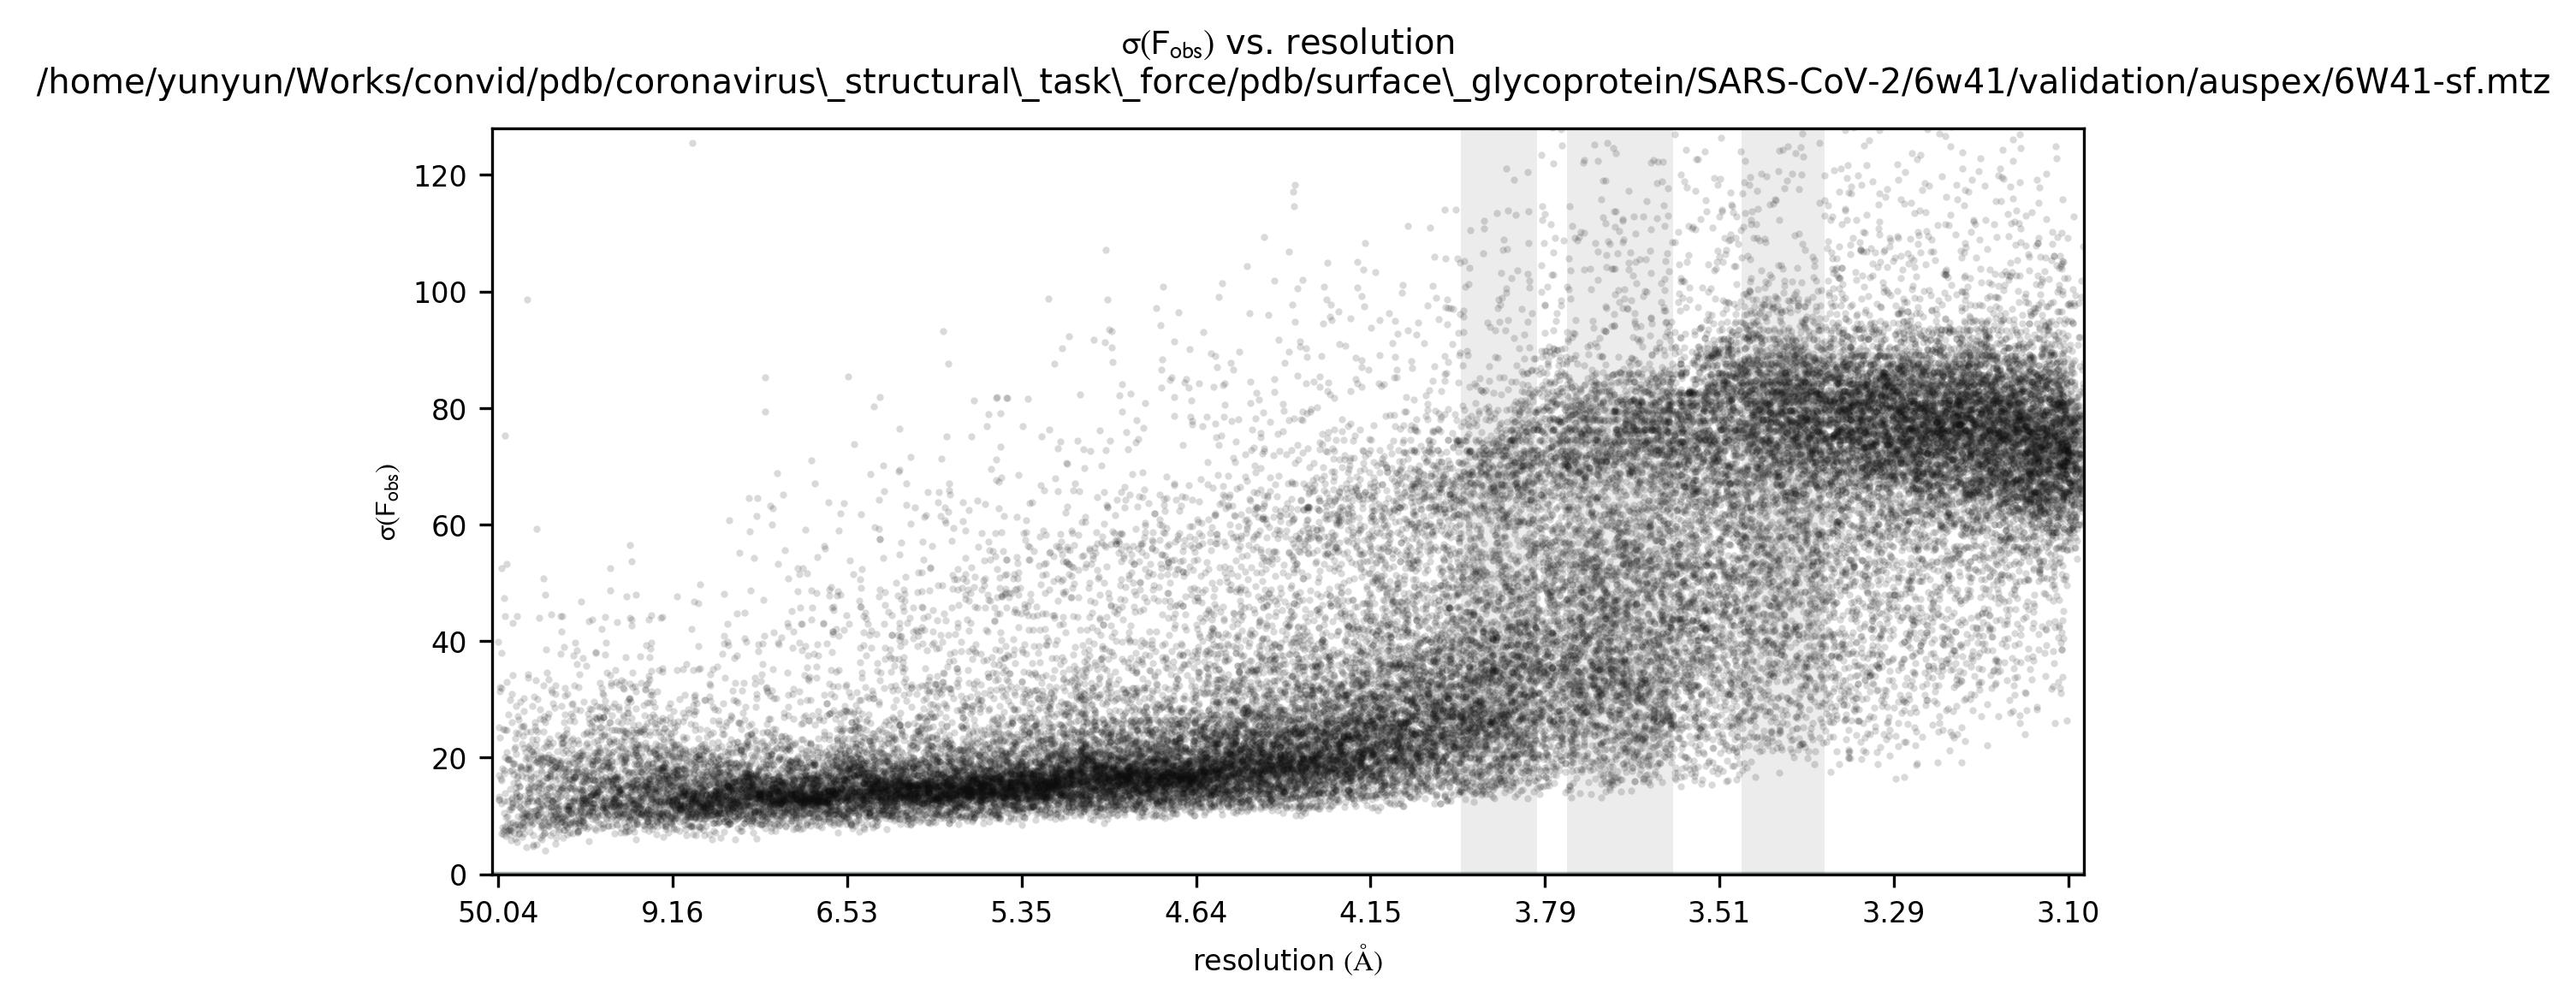 σ(Fobs) vs. resolution
/home/yunyun/Works/convid/pdb/coronavirus\_structural\_task\_force/pdb/surface\_glycoprotein/SARS-CoV-2/6w41/validation/auspex/6W41-sf.mtz
120
100
80
60
40
20
0
σ(Fobs)
50.04 9.16 6.53 5.35 4.64 4.15 3.79 3.51 3.29 3.10
resolution (Å)